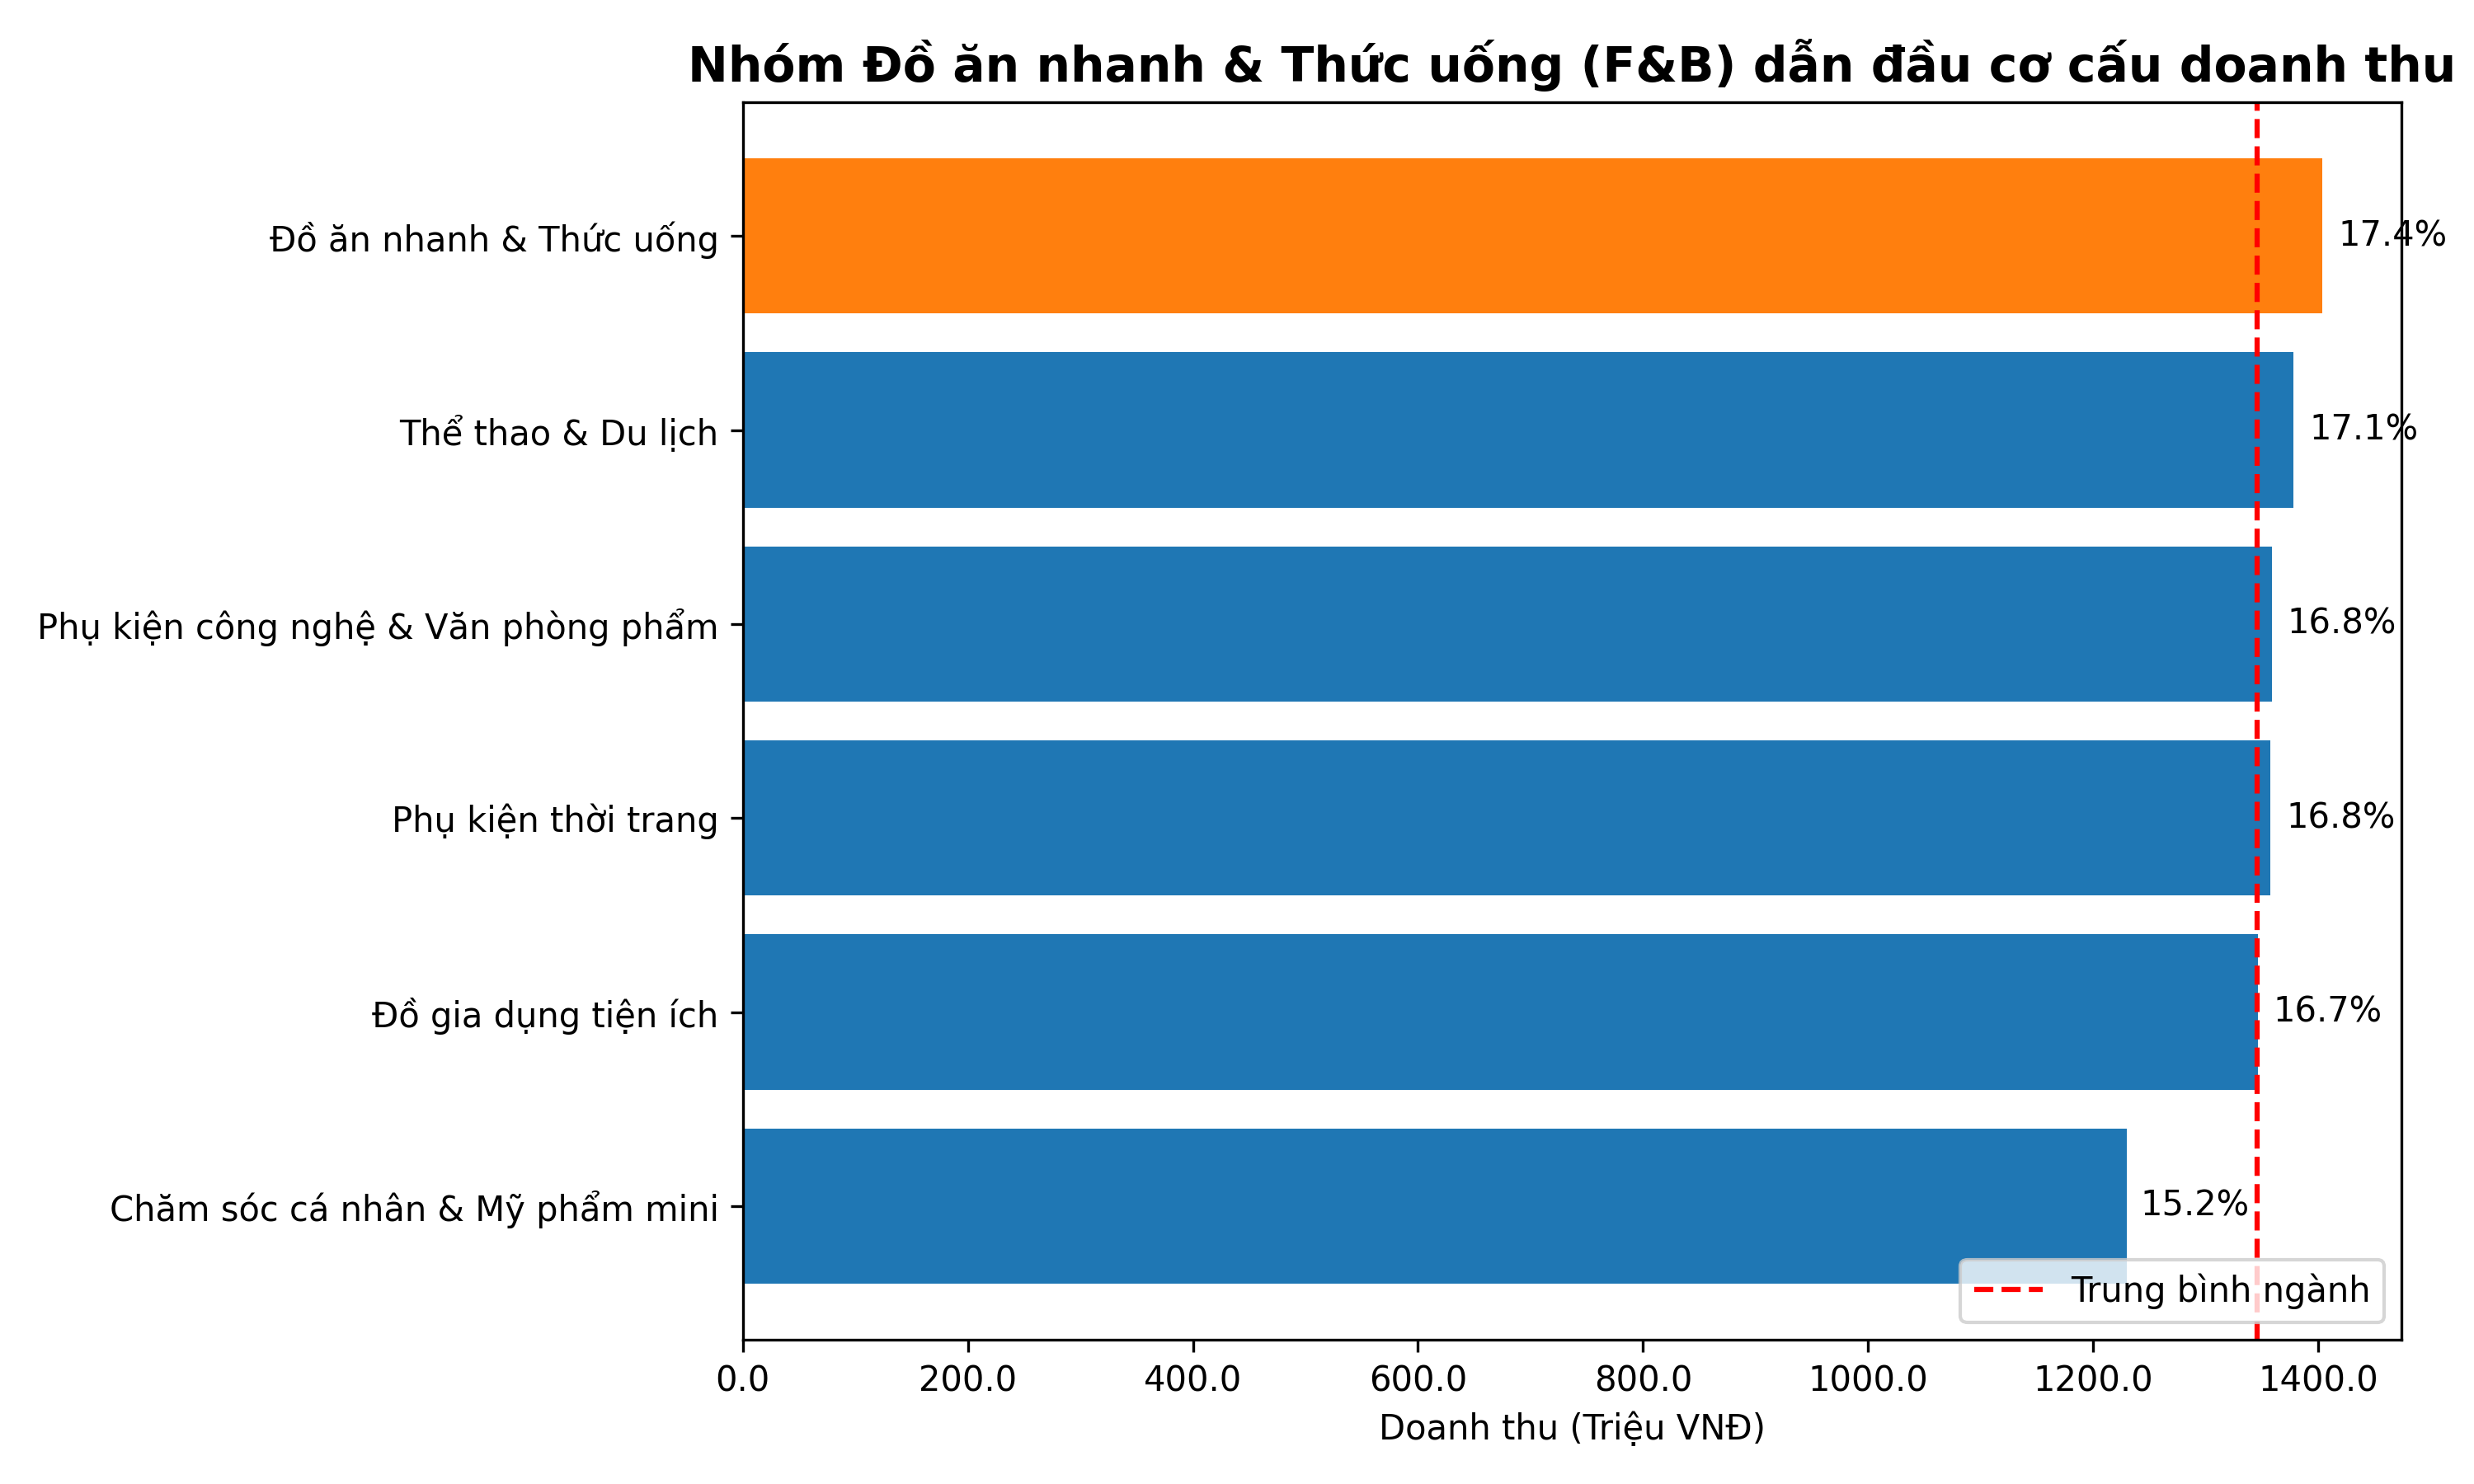 Nhóm Đồ ăn nhanh & Thức uống (F&B) dẫn đầu cơ cấu doanh thu
Đồ ăn nhanh & Thức uống
17.4%
Thể thao & Du lịch
17.1%
Phụ kiện công nghệ & Văn phòng phẩm
16.8%
Phụ kiện thời trang
16.8%
Đồ gia dụng tiện ích
16.7%
Chăm sóc cá nhân & Mỹ phẩm mini
15.2%
Trung bình ngành
0.0 200.0 400.0 600.0 800.0 1000.0 1200.0 1400.0
Doanh thu (Triệu VNĐ)